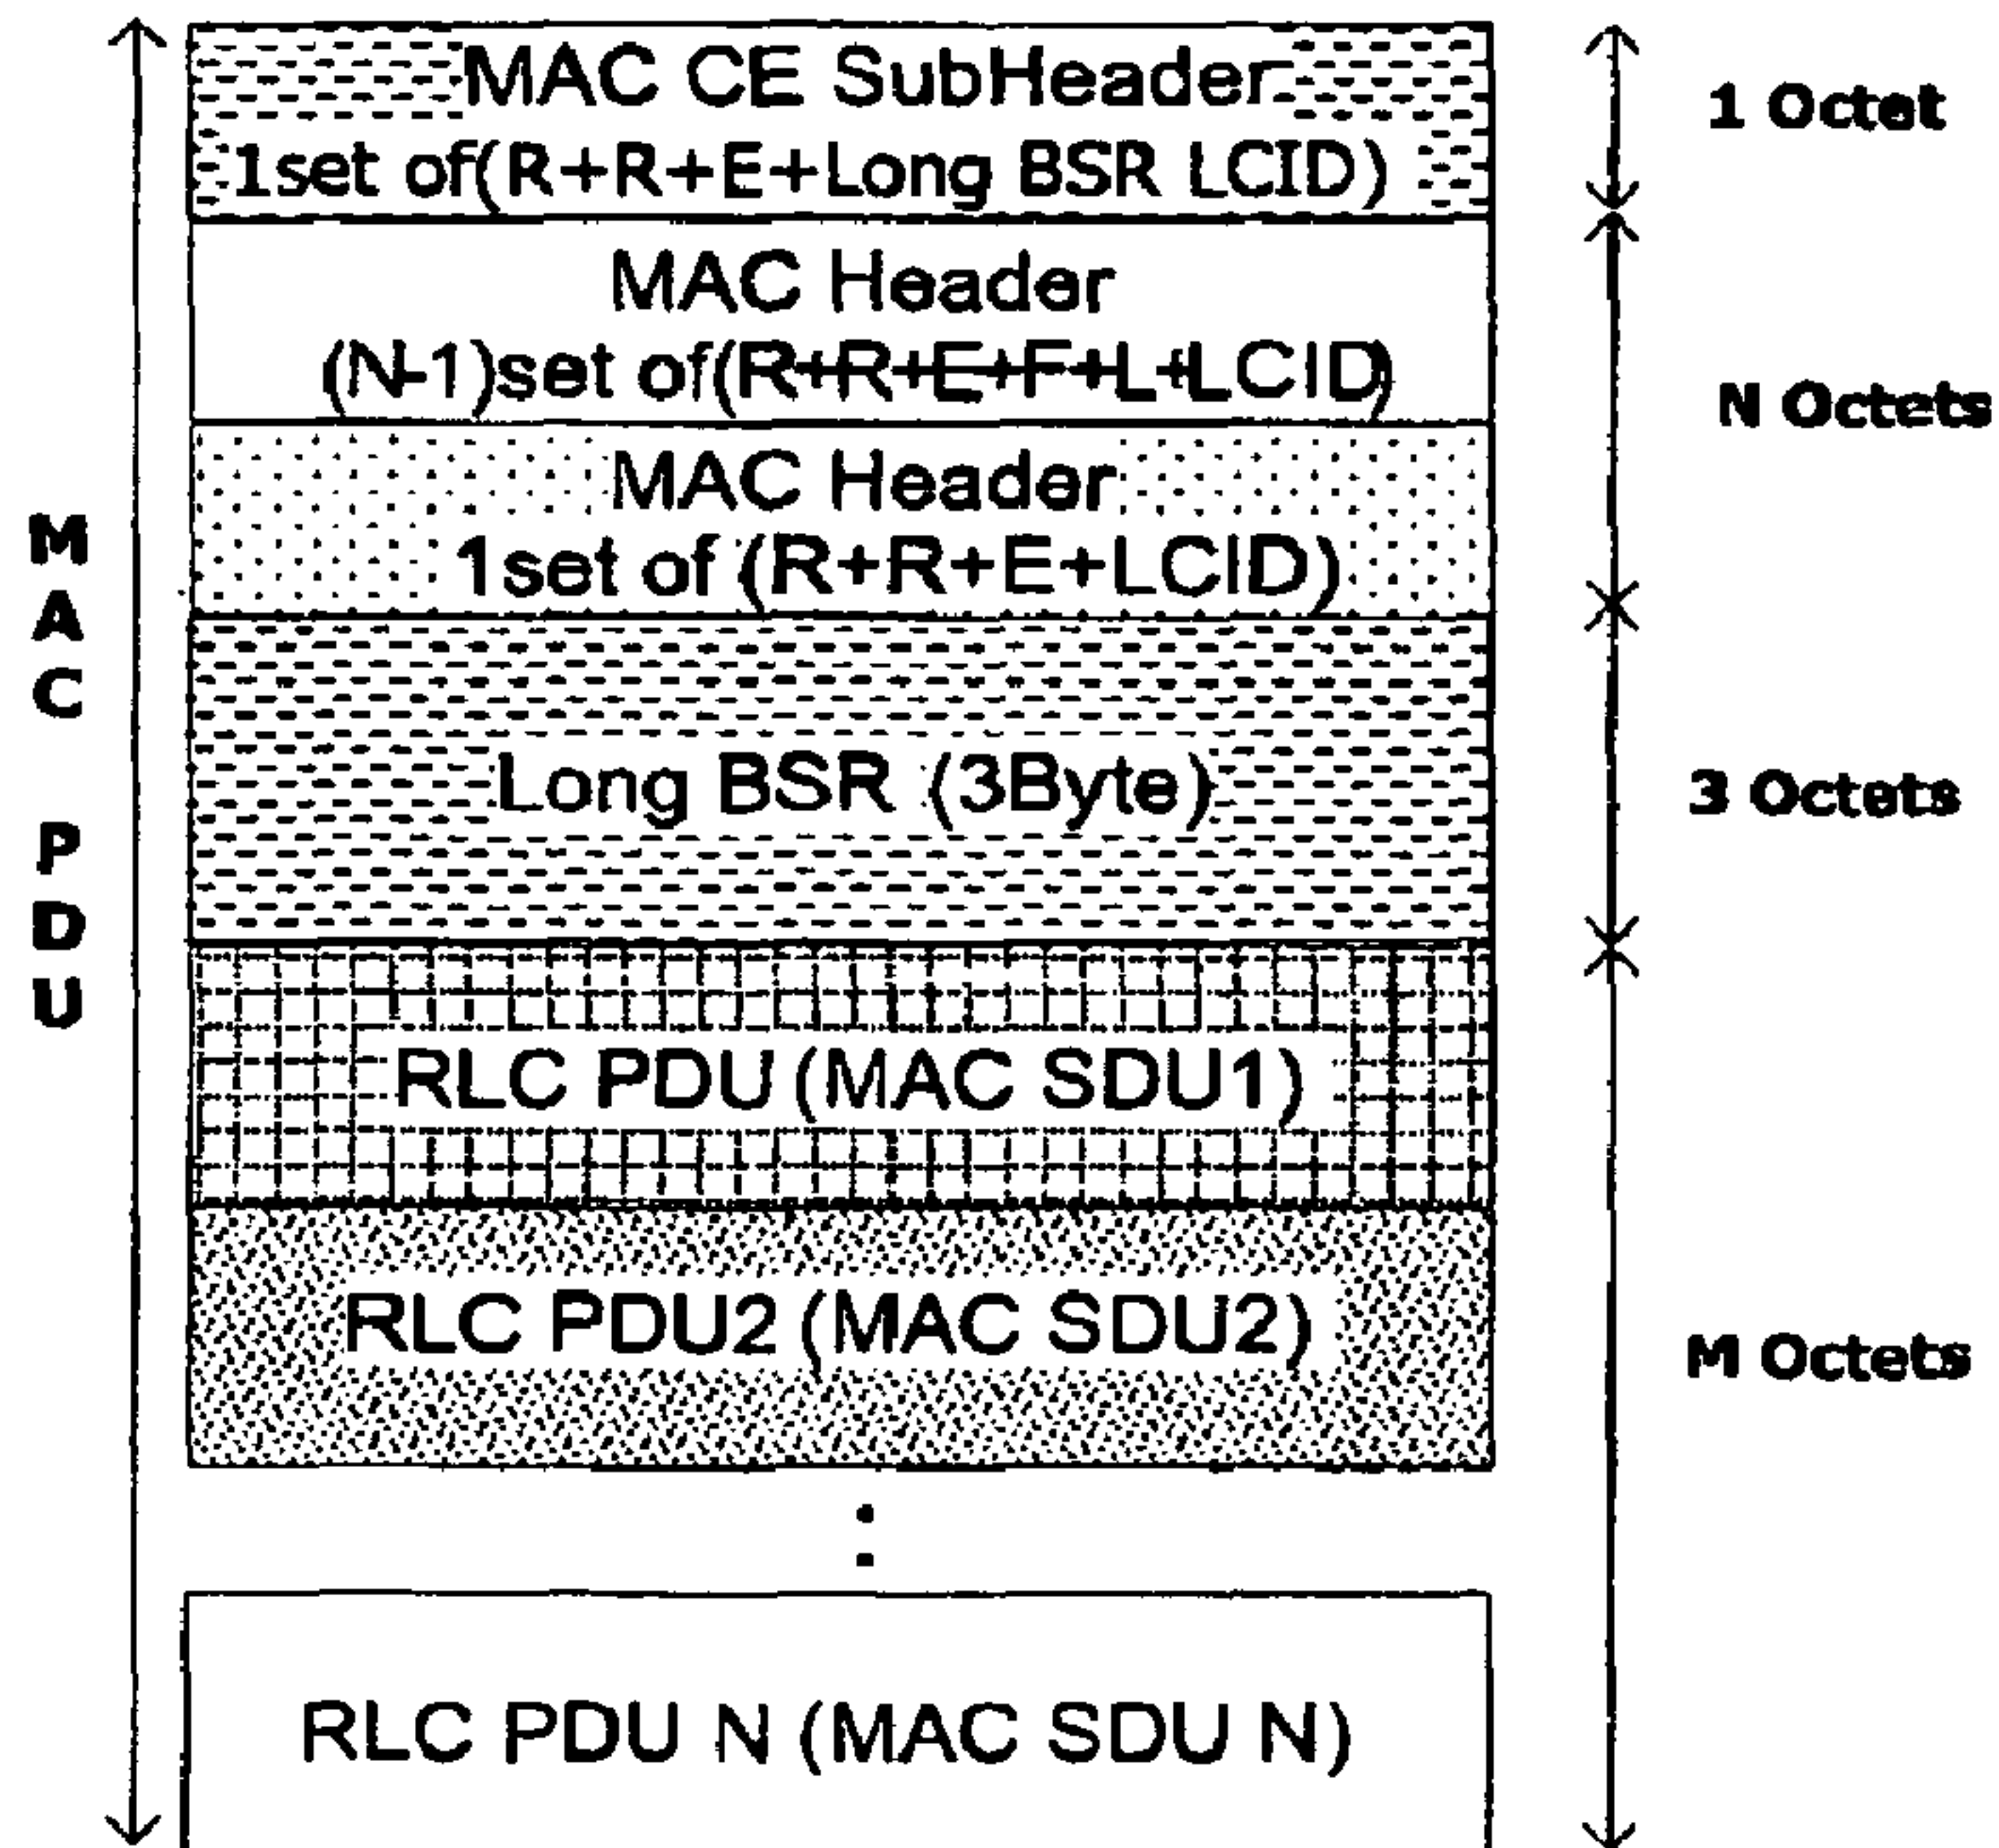 MAC CE SubHeader
1set of(R+R+E+Long BSR LCID)
1 Octet
MAC Header
(N-1)set of(R+R+E+F+L+LCID)
N Octets
MAC Header
1set of (R+R+E+LCID)
MAC PDU
Long BSR (3Byte)
3 Octets
RLC PDU (MAC SDU1)
RLC PDU2 (MAC SDU2)
M Octets
:
RLC PDU N (MAC SDU N)